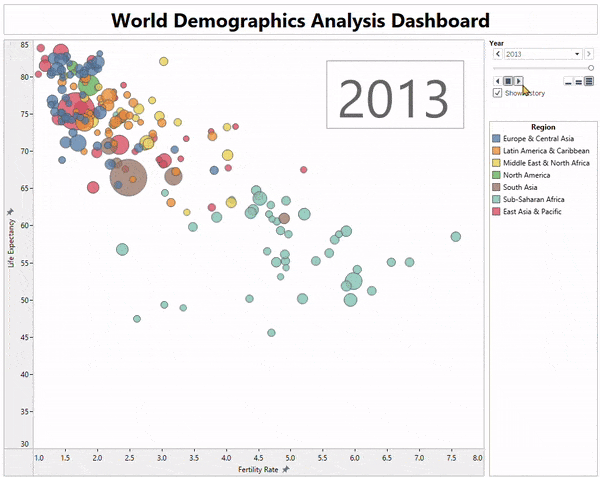 World Demographics Analysis Dashboard
Year
2013
Show history
2013
Region
Europe & Central Asia
Latin America & Caribbean
Middle East & North Africa
North America
South Asia
Sub-Saharan Africa
East Asia & Pacific
Life Expectancy
85
80
75
70
65
60
55
50
45
40
35
30
1.0 1.5 2.0 2.5 3.0 3.5 4.0 4.5 5.0 5.5 6.0 6.5 7.0 7.5 8.0
Fertility Rate